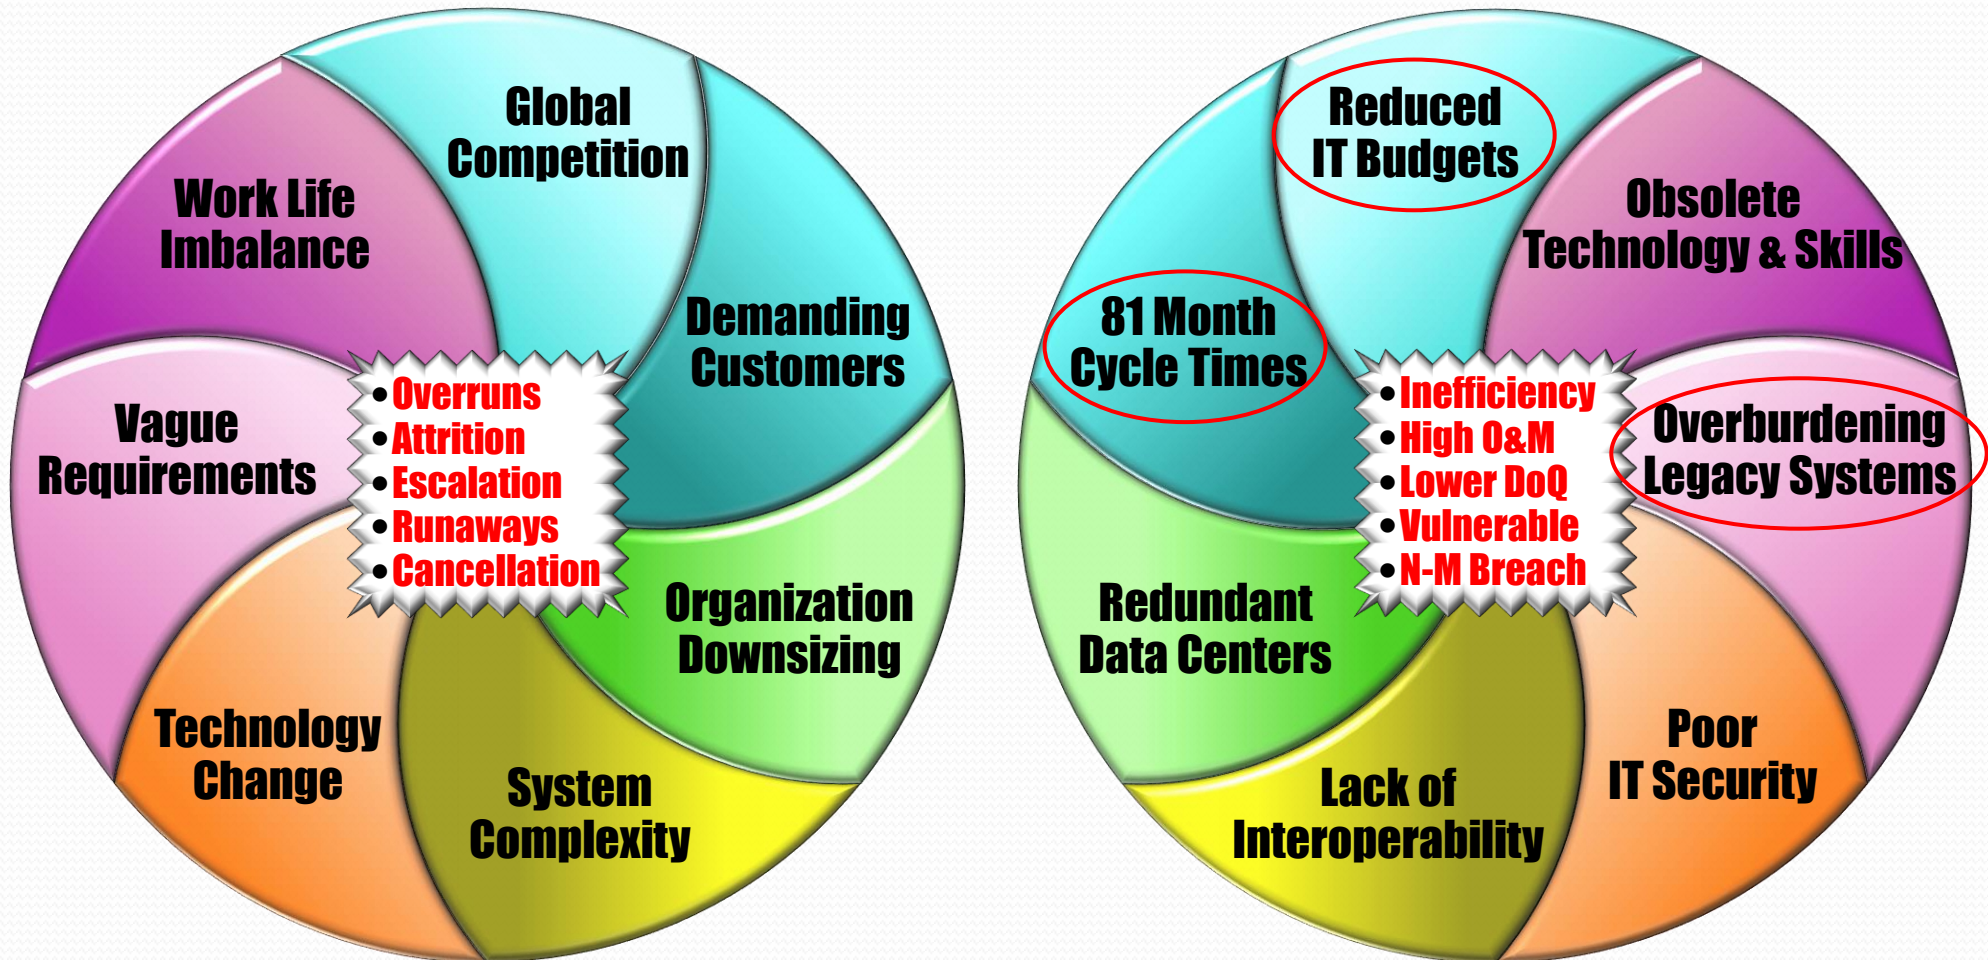 Global
Competition
Demanding
Customers
Organization
Downsizing
System
Complexity
Technology
Change
Vague
Requirements
Work Life
Imbalance
•Overruns
•Attrition
•Escalation
•Runaways
•Cancellation
Reduced
IT Budgets
Obsolete
Technology & Skills
Overburdening
Legacy Systems
Poor
IT Security
Lack of
Interoperability
Redundant
Data Centers
81 Month
Cycle Times
•Inefficiency
•High O&M
•Lower DoQ
•Vulnerable
•N-M Breach